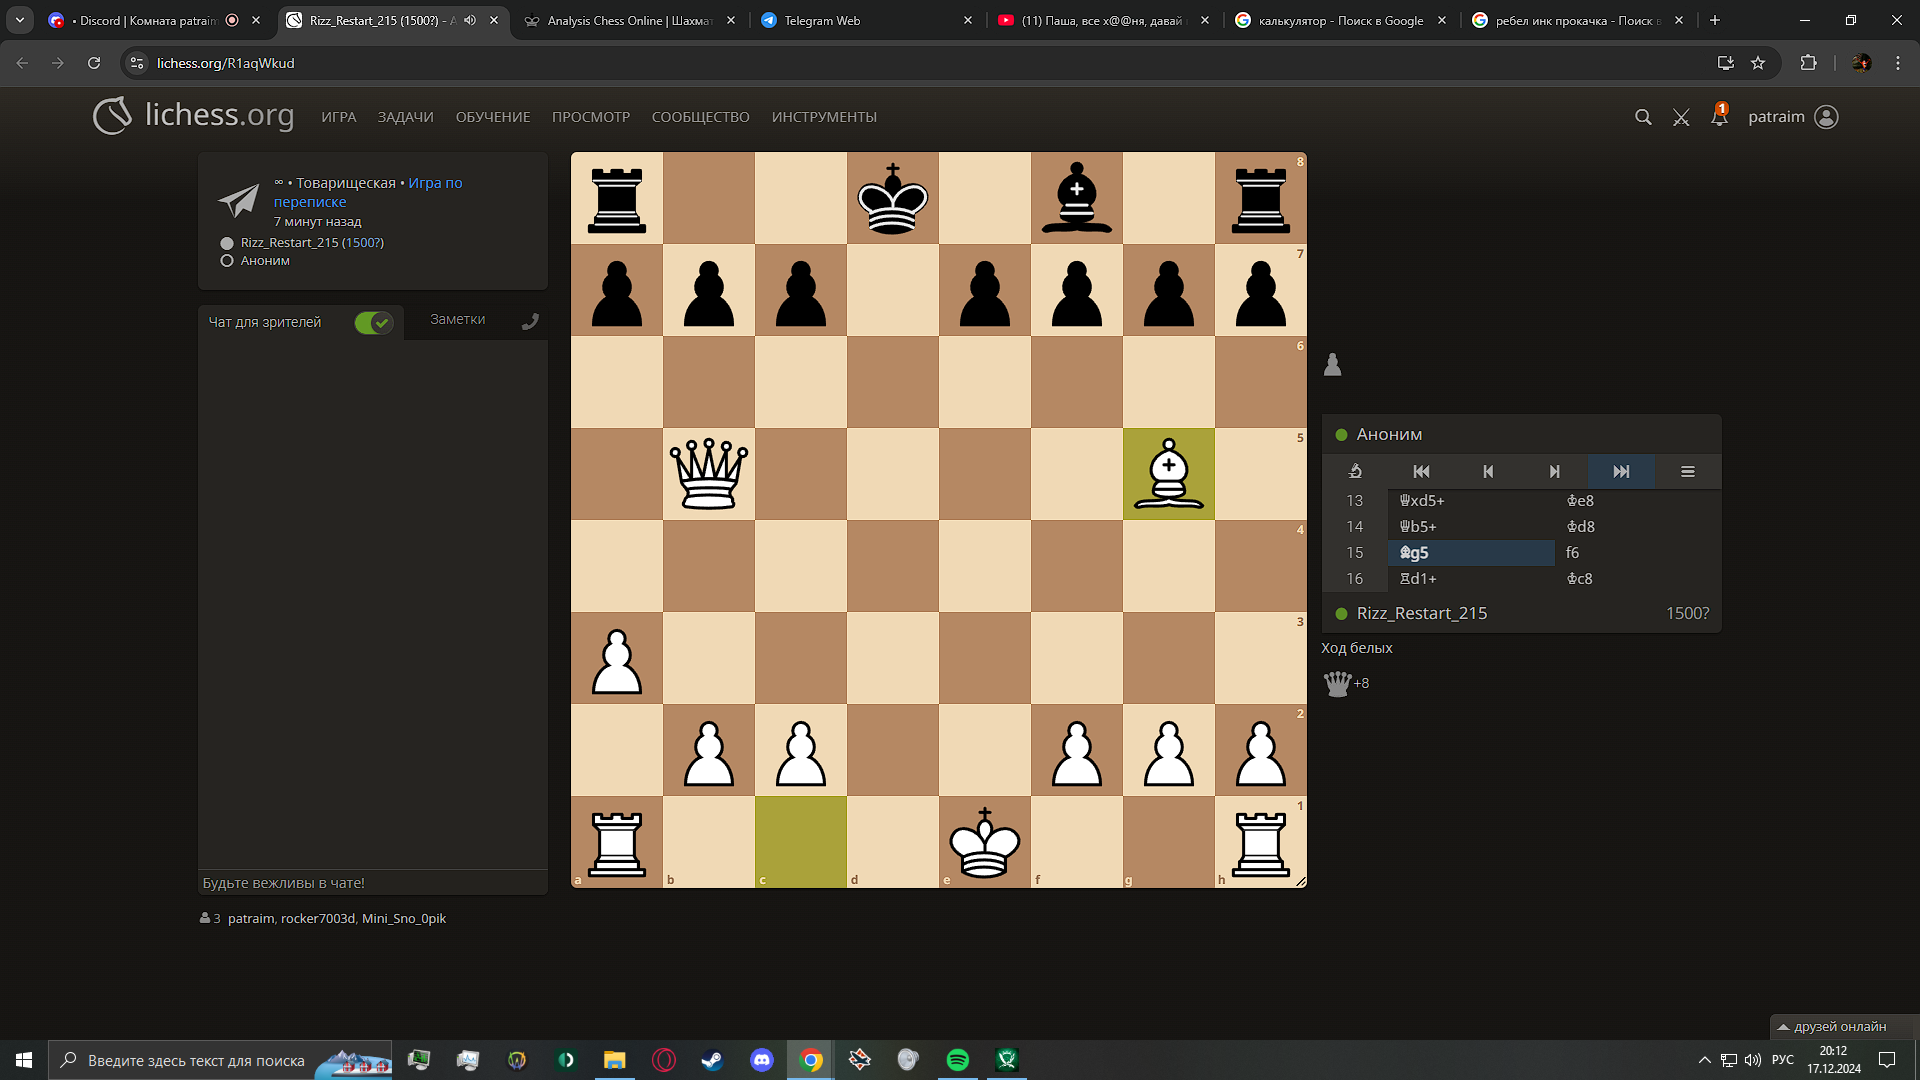 • Discord | Комната patraim
Rizz_Restart_215 (1500?) - А
Analysis Chess Online | Шахмат
Telegram Web
(11) Паша, все х@@ня, давай
калькулятор - Поиск в Google
ребел инк прокачка - Поиск в
lichess.org/R1aqWkud
lichess.org
ИГРА
ЗАДАЧИ
ОБУЧЕНИЕ
ПРОСМОТР
СООБЩЕСТВО
ИНСТРУМЕНТЫ
1
patraim
∞ • Товарищеская • Игра по
переписке
7 минут назад
Rizz_Restart_215 (1500?)
Аноним
Чат для зрителей
Заметки
Будьте вежливы в чате!
3 patraim, rocker7003d, Mini_Sno_0pik
8
7
6
5
4
3
2
1
a
b
c
d
e
f
g
h
Аноним
13 ♕xd5+ ♔e8
14 ♕b5+ ♔d8
15 ♗g5 f6
16 ♖d1+ ♔c8
Rizz_Restart_215 1500?
Ход белых
+8
друзей онлайн
Введите здесь текст для поиска
РУС
20:12
17.12.2024